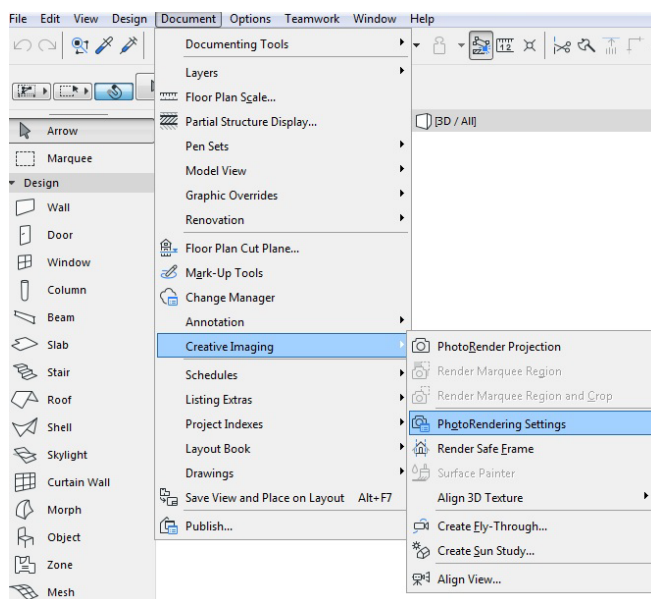 File Edit View Design Document Options Teamwork Window Help
Documenting Tools
Layers
Floor Plan Scale...
Partial Structure Display...
Pen Sets
Model View
Graphic Overrides
Renovation
Floor Plan Cut Plane...
Mark-Up Tools
Change Manager
Annotation
Creative Imaging
Schedules
Listing Extras
Project Indexes
Layout Book
Drawings
Save View and Place on Layout Alt+F7
Publish...
1.2
[3D / All]
Arrow
Marquee
Design
Wall
Door
Window
Column
Beam
Slab
Stair
Roof
Shell
Skylight
Curtain Wall
Morph
Object
Zone
Mesh
PhotoRender Projection
Render Marquee Region
Render Marquee Region and Crop
PhotoRendering Settings
Render Safe Frame
Surface Painter
Align 3D Texture
Create Fly-Through...
Create Sun Study...
Align View...